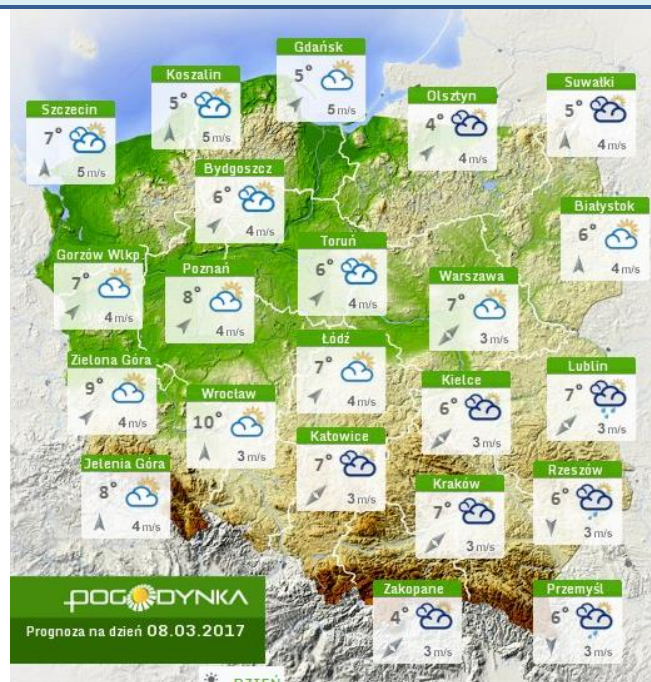 Gdańsk
5°
5 m/s
Koszalin
5°
5 m/s
Szczecin
7°
5 m/s
Olsztyn
4°
4 m/s
Suwałki
5°
4 m/s
Bydgoszcz
6°
4 m/s
Białystok
6°
4 m/s
Gorzów Wlkp.
7°
4 m/s
Poznań
8°
4 m/s
Toruń
6°
4 m/s
Warszawa
7°
3 m/s
Zielona Góra
9°
4 m/s
Łódź
7°
4 m/s
Wrocław
10°
3 m/s
Kielce
6°
3 m/s
Lublin
7°
3 m/s
Katowice
7°
3 m/s
Jelenia Góra
8°
4 m/s
Kraków
7°
3 m/s
Rzeszów
6°
3 m/s
Zakopane
4°
3 m/s
Przemyśl
6°
3 m/s
POGODYNKA
Prognoza na dzień 08.03.2017
DZIEŃ